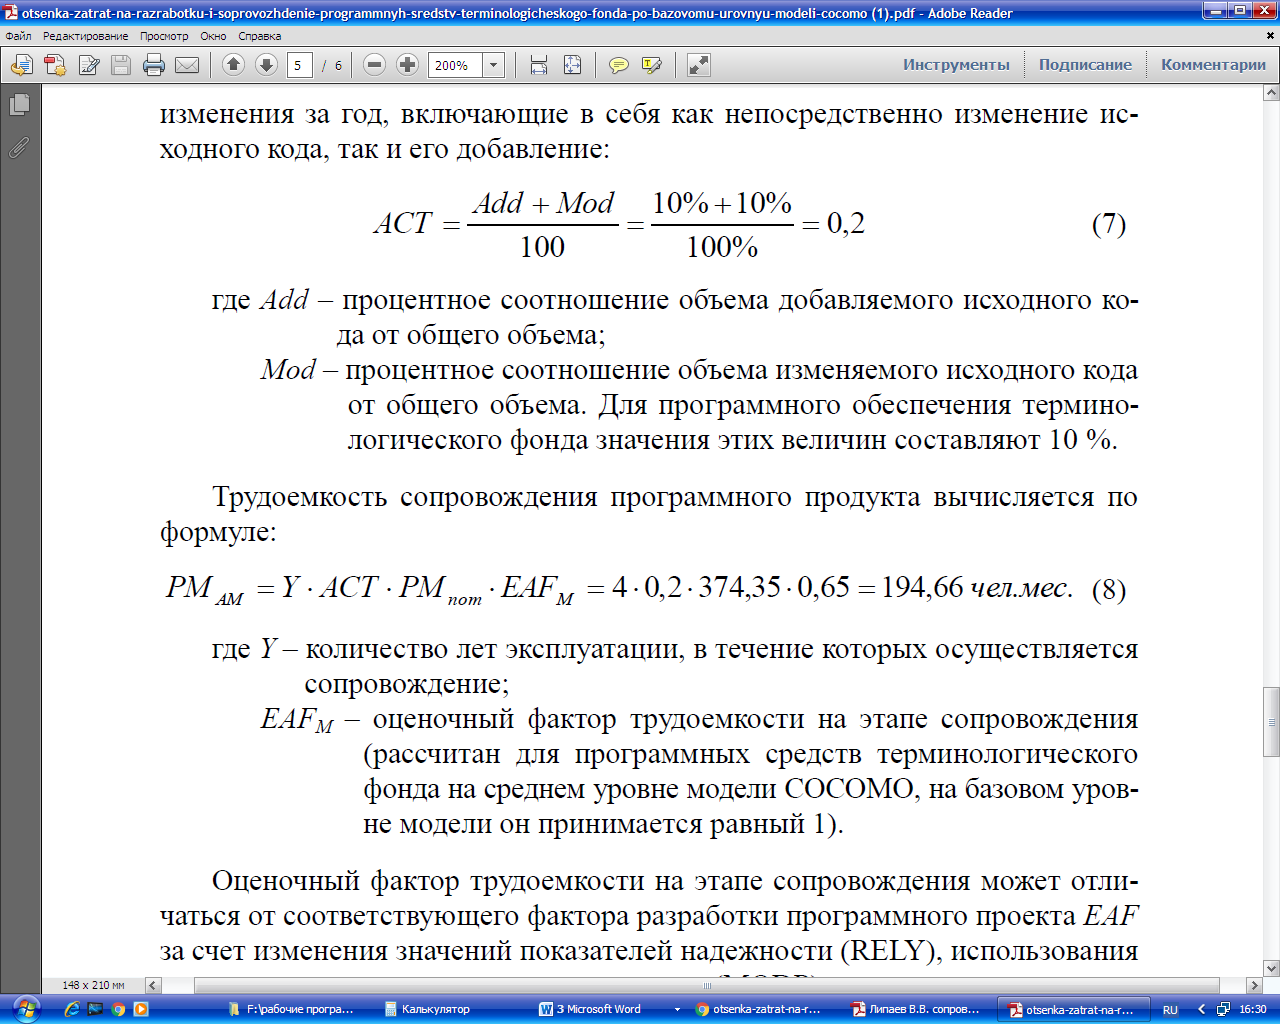 otsenka-zatrat-na-razrabotku-i-soprovozhdenie-programmnyh-sredstv-terminologicheskogo-fonda-po-bazovomu-urovnyu-modeli-cocomo (1).pdf - Adobe Reader
Файл Редактирование Просмотр Окно Справка
5 / 6 200% Инструменты Подписание Комментарии
изменения за год, включающие в себя как непосредственно изменение ис-
ходного кода, так и его добавление:
ACT = (Add + Mod)/100 = (10% + 10%)/100% = 0,2 (7)
где Add – процентное соотношение объема добавляемого исходного ко-
да от общего объема;
Mod – процентное соотношение объема изменяемого исходного кода
от общего объема. Для программного обеспечения термино-
логического фонда значения этих величин составляют 10 %.
Трудоемкость сопровождения программного продукта вычисляется по
формуле:
PM AM = Y · ACT · PM пот · EAF M = 4 · 0,2 · 374,35 · 0,65 = 194,66 чел.мес. (8)
где Y – количество лет эксплуатации, в течение которых осуществляется
сопровождение;
EAF M – оценочный фактор трудоемкости на этапе сопровождения
(рассчитан для программных средств терминологического
фонда на среднем уровне модели COCOMO, на базовом уров-
не модели он принимается равный 1).
Оценочный фактор трудоемкости на этапе сопровождения может отли-
чаться от соответствующего фактора разработки программного проекта EAF
за счет изменения значений показателей надежности (RELY), использования
148 x 210 мм
F:\рабочие програ... Калькулятор 3 Microsoft Word otsenka-zatrat-na-ra... Липаев В.В. сопров... otsenka-zatrat-na-r... RU 16:30